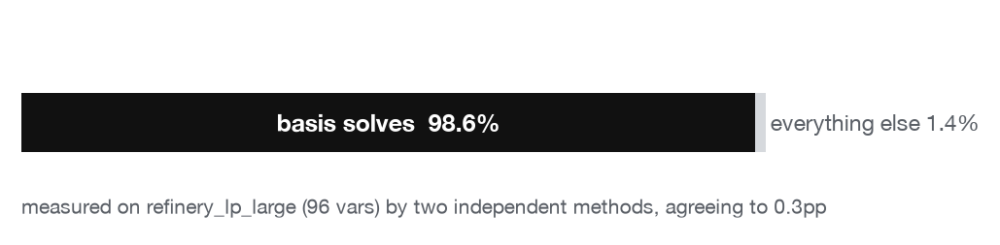 basis solves  98.6%
everything else 1.4%
measured on refinery_lp_large (96 vars) by two independent methods, agreeing to 0.3pp